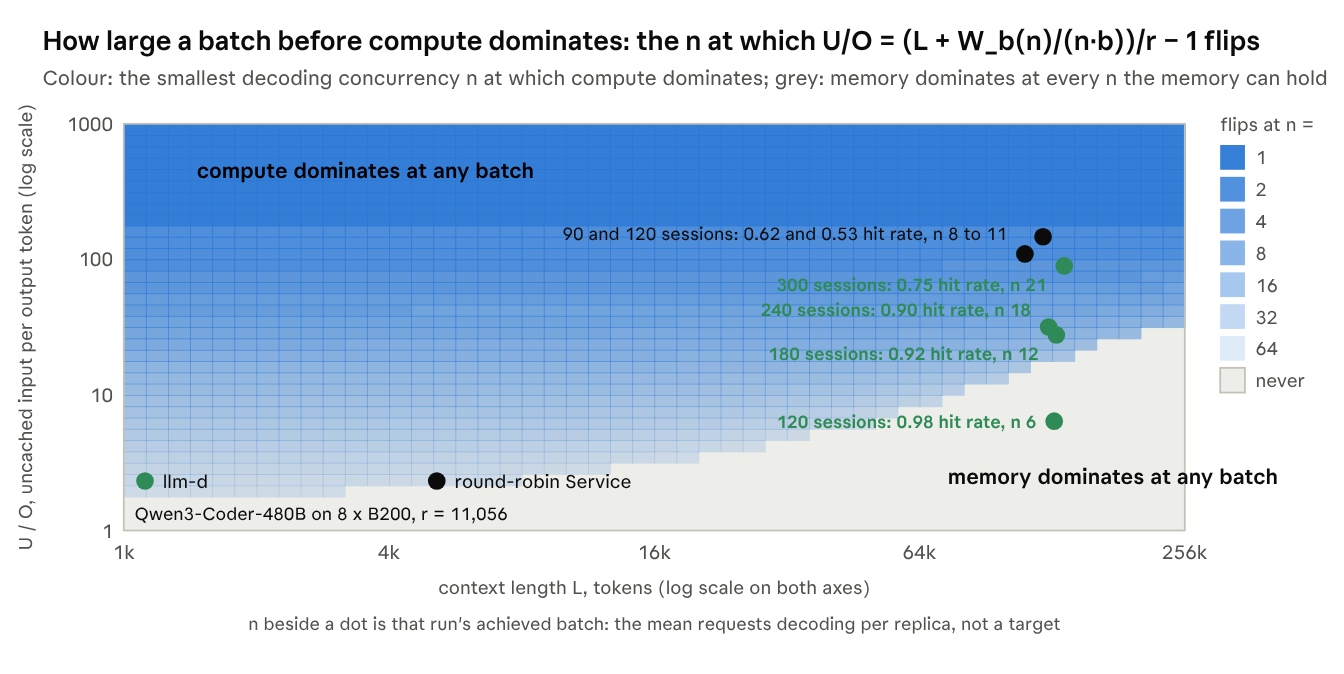 How large a batch before compute dominates: the n at which U/O = (L + W_b(n)/(n·b))/r − 1 flips
Colour: the smallest decoding concurrency n at which compute dominates; grey: memory dominates at every n the memory can hold
U / O, uncached input per output token (log scale)
1000
100
10
1
compute dominates at any batch
90 and 120 sessions: 0.62 and 0.53 hit rate, n 8 to 11
300 sessions: 0.75 hit rate, n 21
240 sessions: 0.90 hit rate, n 18
180 sessions: 0.92 hit rate, n 12
120 sessions: 0.98 hit rate, n 6
memory dominates at any batch
llm-d
round-robin Service
Qwen3-Coder-480B on 8 x B200, r = 11,056
flips at n =
1
2
4
8
16
32
64
never
1k
4k
16k
64k
256k
context length L, tokens (log scale on both axes)
n beside a dot is that run's achieved batch: the mean requests decoding per replica, not a target